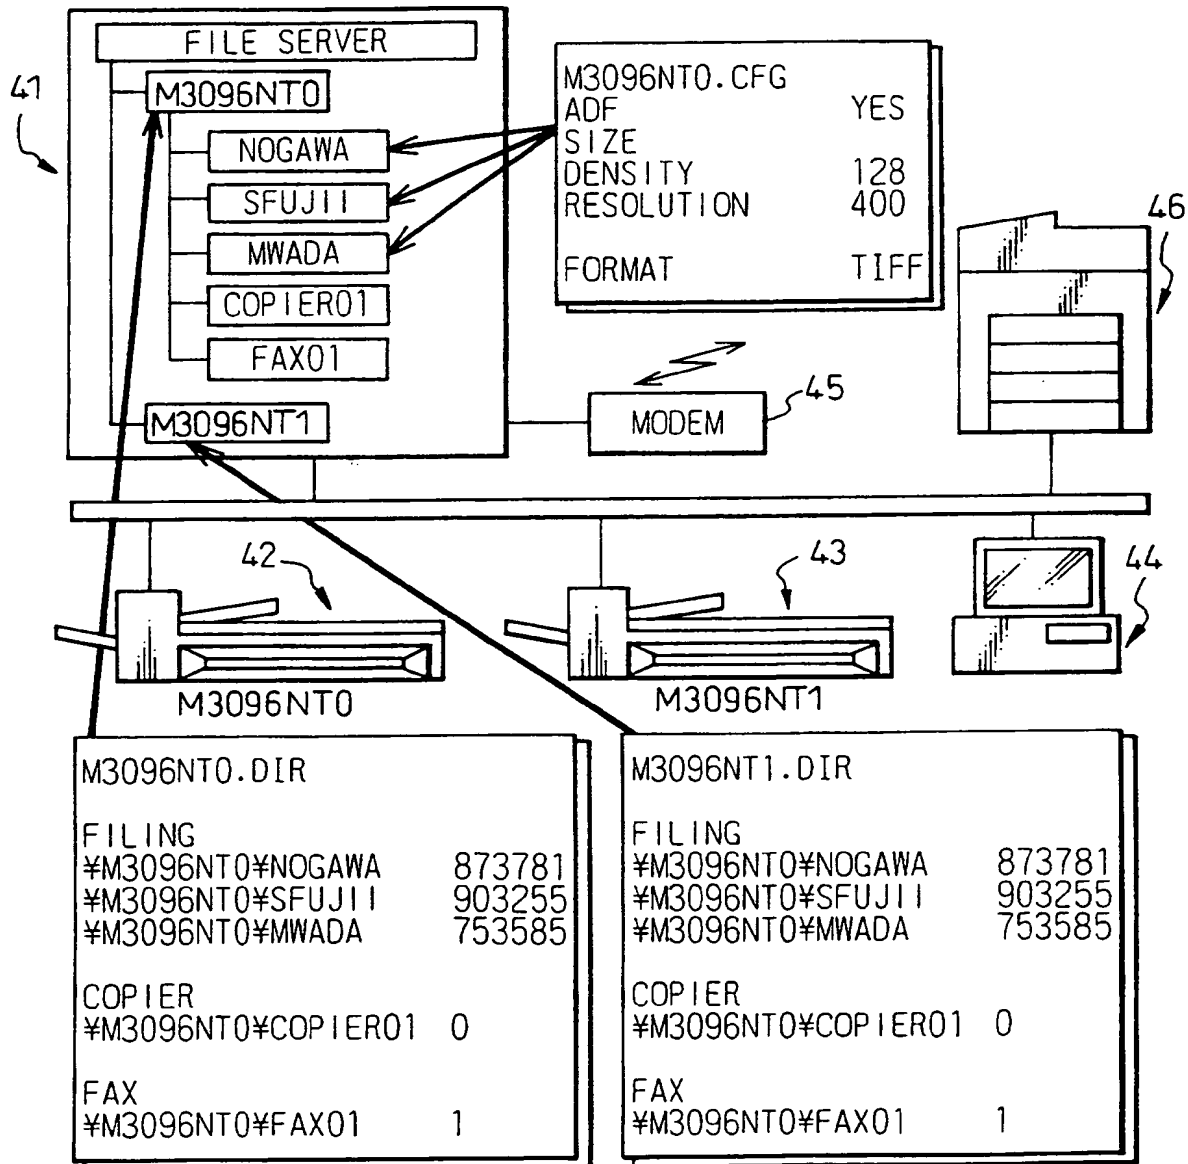 FILE SERVER
41
M3096NT0
NOGAWA
SFUJII
MWADA
COPIER01
FAX01
M3096NT1
M3096NT0.CFG
ADF YES
SIZE
DENSITY 128
RESOLUTION 400
FORMAT TIFF
46
MODEM
45
42
43
44
M3096NT0
M3096NT1
M3096NT0.DIR
FILING
¥M3096NT0¥NOGAWA 873781
¥M3096NT0¥SFUJII 903255
¥M3096NT0¥MWADA 753585
COPIER
¥M3096NT0¥COPIER01 0
FAX
¥M3096NT0¥FAX01 1
M3096NT1.DIR
FILING
¥M3096NT0¥NOGAWA 873781
¥M3096NT0¥SFUJII 903255
¥M3096NT0¥MWADA 753585
COPIER
¥M3096NT0¥COPIER01 0
FAX
¥M3096NT0¥FAX01 1